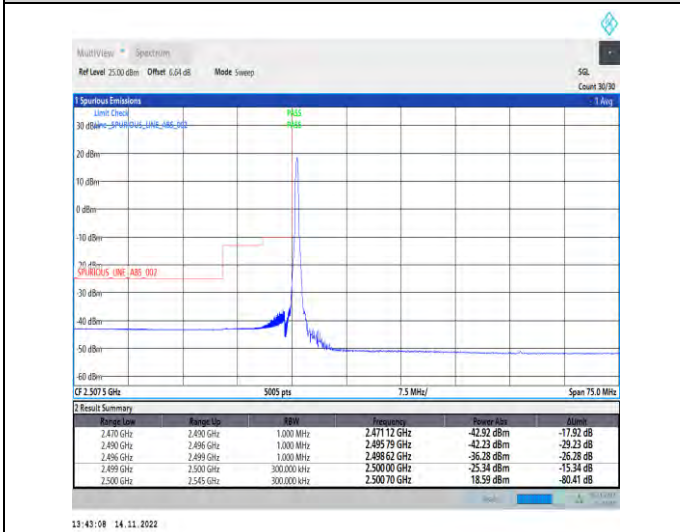 MultiView Spectrum
Ref Level 25.00 dBm Offset 6.64 dB Mode Sweep SGL
Count 30/30
1 Spurious Emissions 1 Avg
Limit Check PASS
30 dBm _SPURIOUS_LINE_ABS_002 PASS
20 dBm
10 dBm
0 dBm
-10 dBm
-20 dBm
SPURIOUS_LINE_ABS_002
-30 dBm
-40 dBm
-50 dBm
-60 dBm
CF 2.5075 GHz 5005 pts 7.5 MHz/ Span 75.0 MHz
2 Result Summary
Range Low Range Up RBW Frequency Power Abs ΔLimit
2.470 GHz 2.490 GHz 1.000 MHz 2.471 12 GHz -42.92 dBm -17.92 dB
2.490 GHz 2.496 GHz 1.000 MHz 2.495 79 GHz -42.23 dBm -29.23 dB
2.496 GHz 2.499 GHz 1.000 MHz 2.498 62 GHz -36.28 dBm -26.28 dB
2.499 GHz 2.500 GHz 300.000 kHz 2.500 00 GHz -25.34 dBm -15.34 dB
2.500 GHz 2.545 GHz 300.000 kHz 2.500 70 GHz 18.59 dBm -80.41 dB
13:43:08 14.11.2022